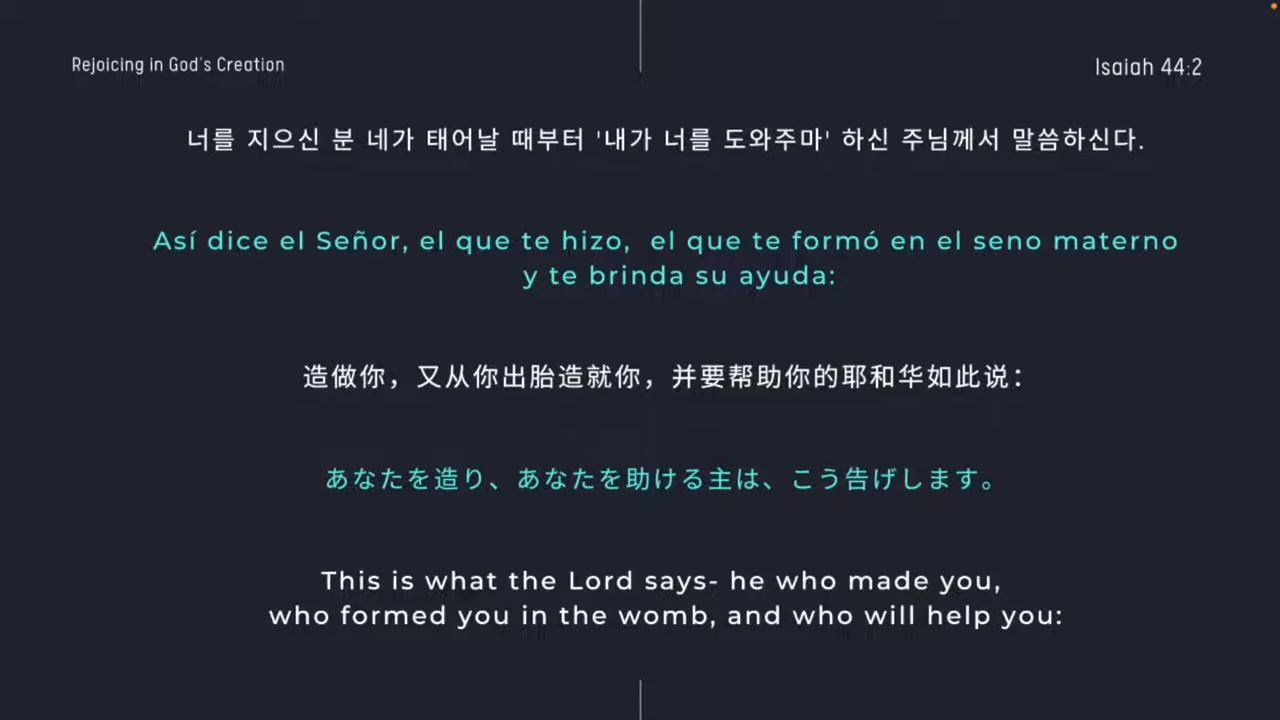 Rejoicing in God's Creation
Isaiah 44:2
너를 지으신 분 네가 태어날 때부터 '내가 너를 도와주마' 하신 주님께서 말씀하신다.
Así dice el Señor, el que te hizo,  el que te formó en el seno materno
y te brinda su ayuda:
造做你，又从你出胎造就你，并要帮助你的耶和华如此说：
あなたを造り、あなたを助ける主は、こう告げします。
This is what the Lord says- he who made you,
who formed you in the womb, and who will help you: